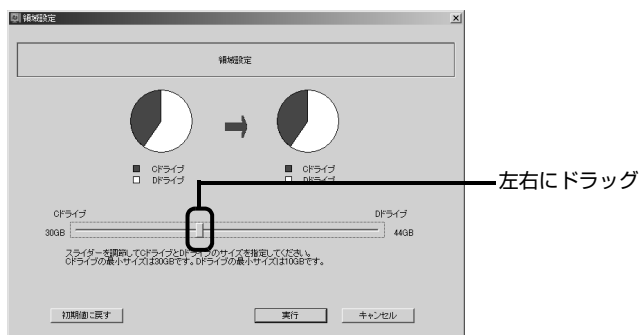 領域設定
領域設定
■ Cドライブ
□ Dドライブ
■ Cドライブ
□ Dドライブ
左右にドラッグ
Cドライブ
Dドライブ
30GB
44GB
スライダーを調節してCドライブとDドライブのサイズを指定してください。
Cドライブの最小サイズは30GBです。Dドライブの最小サイズは10GBです。
初期値に戻す
実行
キャンセル